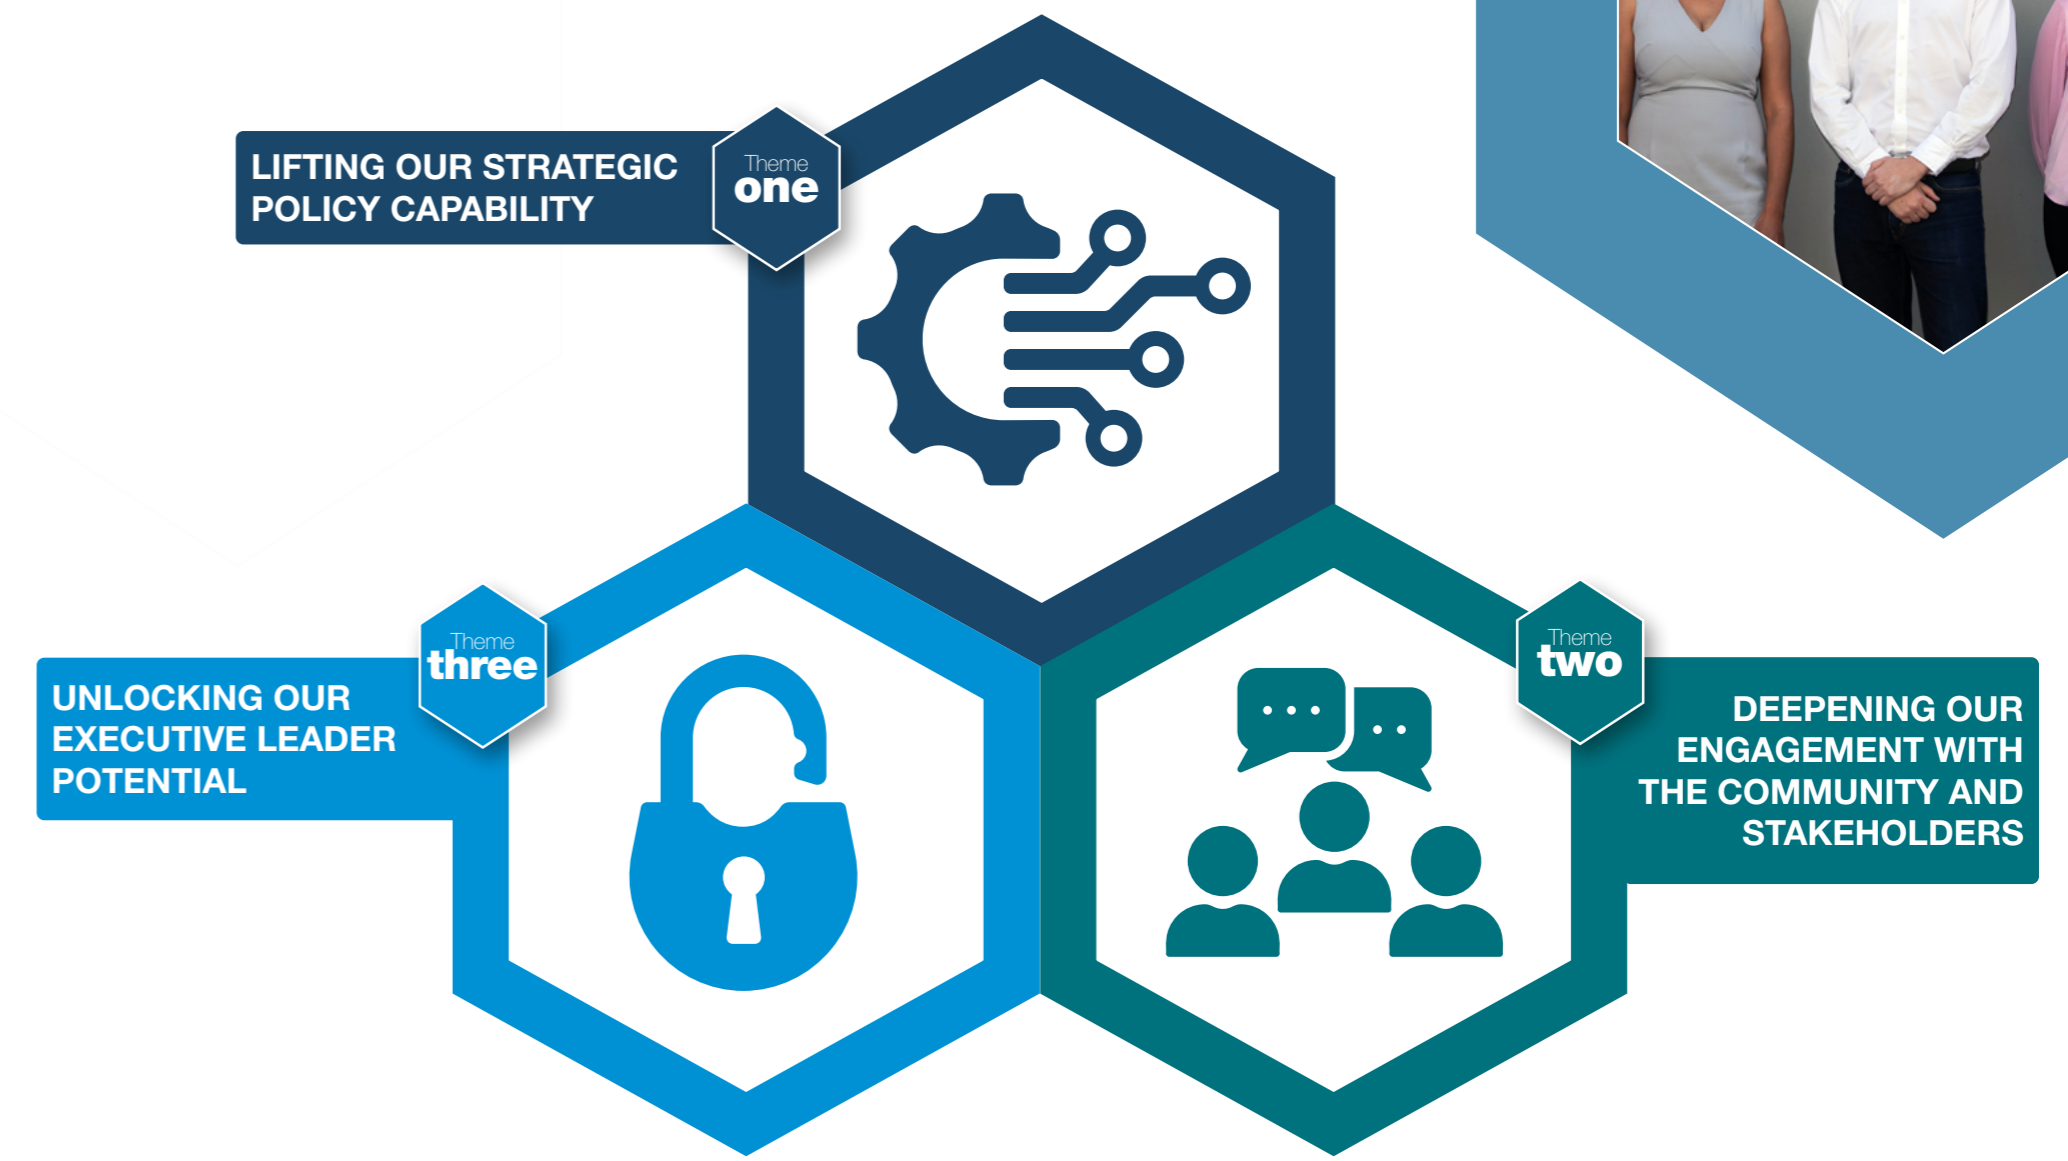 LIFTING OUR STRATEGIC
POLICY CAPABILITY
Theme
one
Theme
two
DEEPENING OUR
ENGAGEMENT WITH
THE COMMUNITY AND
STAKEHOLDERS
Theme
three
UNLOCKING OUR
EXECUTIVE LEADER
POTENTIAL